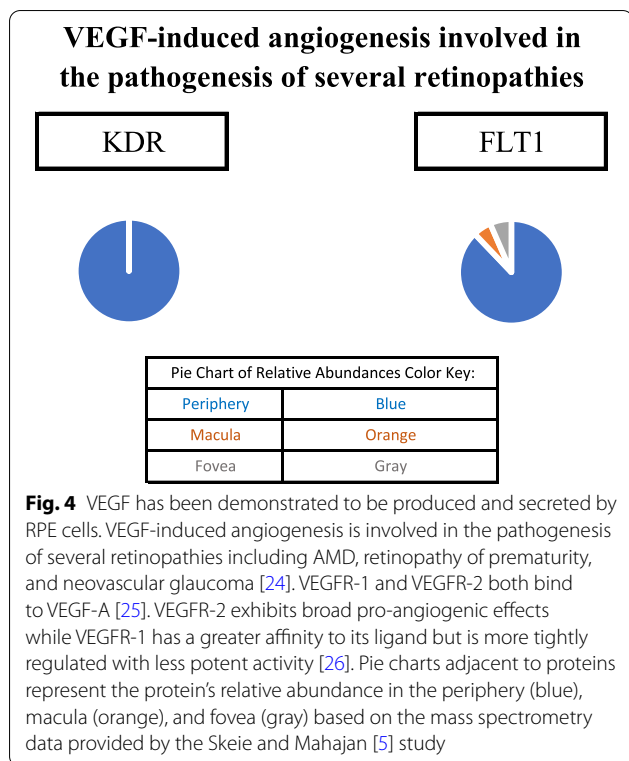 VEGF-induced angiogenesis involved in
the pathogenesis of several retinopathies
KDR
FLT1
Pie Chart of Relative Abundances Color Key:
Periphery Blue
Macula Orange
Fovea Gray
Fig. 4 VEGF has been demonstrated to be produced and secreted by
RPE cells. VEGF-induced angiogenesis is involved in the pathogenesis
of several retinopathies including AMD, retinopathy of prematurity,
and neovascular glaucoma [24]. VEGFR-1 and VEGFR-2 both bind
to VEGF-A [25]. VEGFR-2 exhibits broad pro-angiogenic effects
while VEGFR-1 has a greater affinity to its ligand but is more tightly
regulated with less potent activity [26]. Pie charts adjacent to proteins
represent the protein's relative abundance in the periphery (blue),
macula (orange), and fovea (gray) based on the mass spectrometry
data provided by the Skeie and Mahajan [5] study